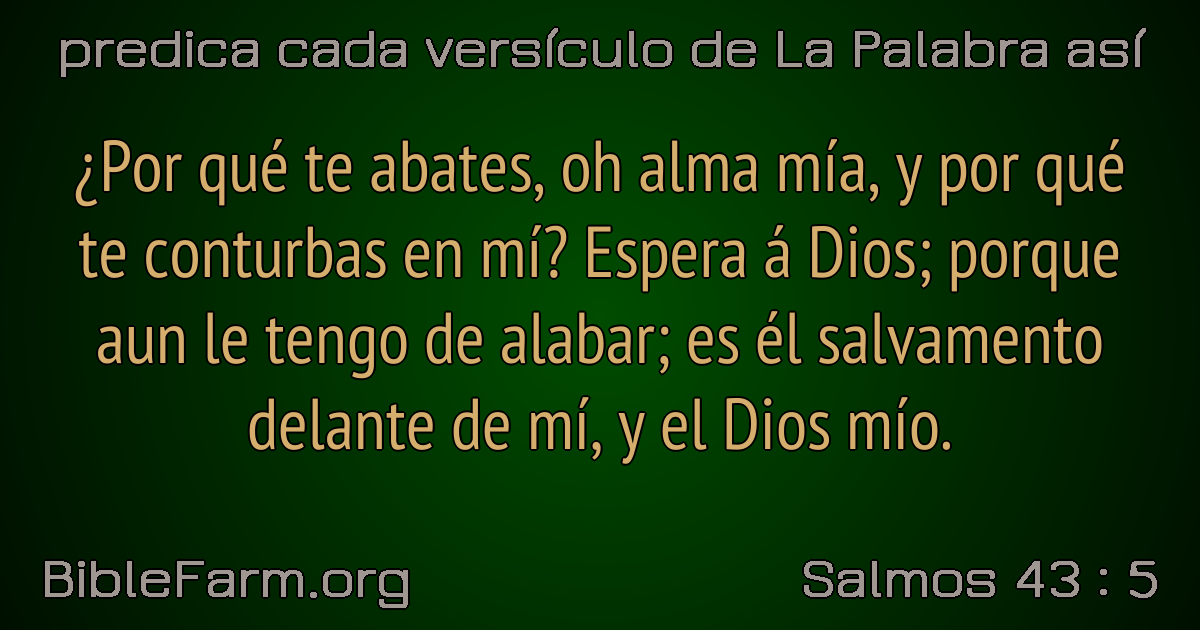 predica cada versículo de La Palabra así
¿Por qué te abates, oh alma mía, y por qué
te conturbas en mí? Espera á Dios; porque
aun le tengo de alabar; es él salvamento
delante de mí, y el Dios mío.
BibleFarm.org
Salmos 43 : 5